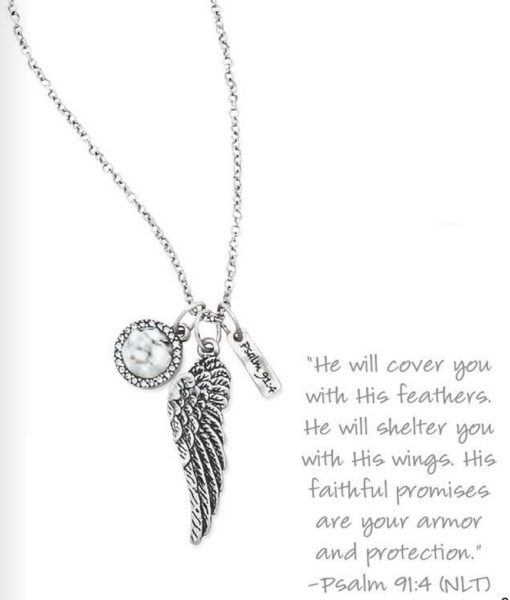 Psalm 91:4
"He will cover you
with His feathers.
He will shelter you
with His wings. His
faithful promises
are your armor
and protection."
-Psalm 91:4 (NLT)